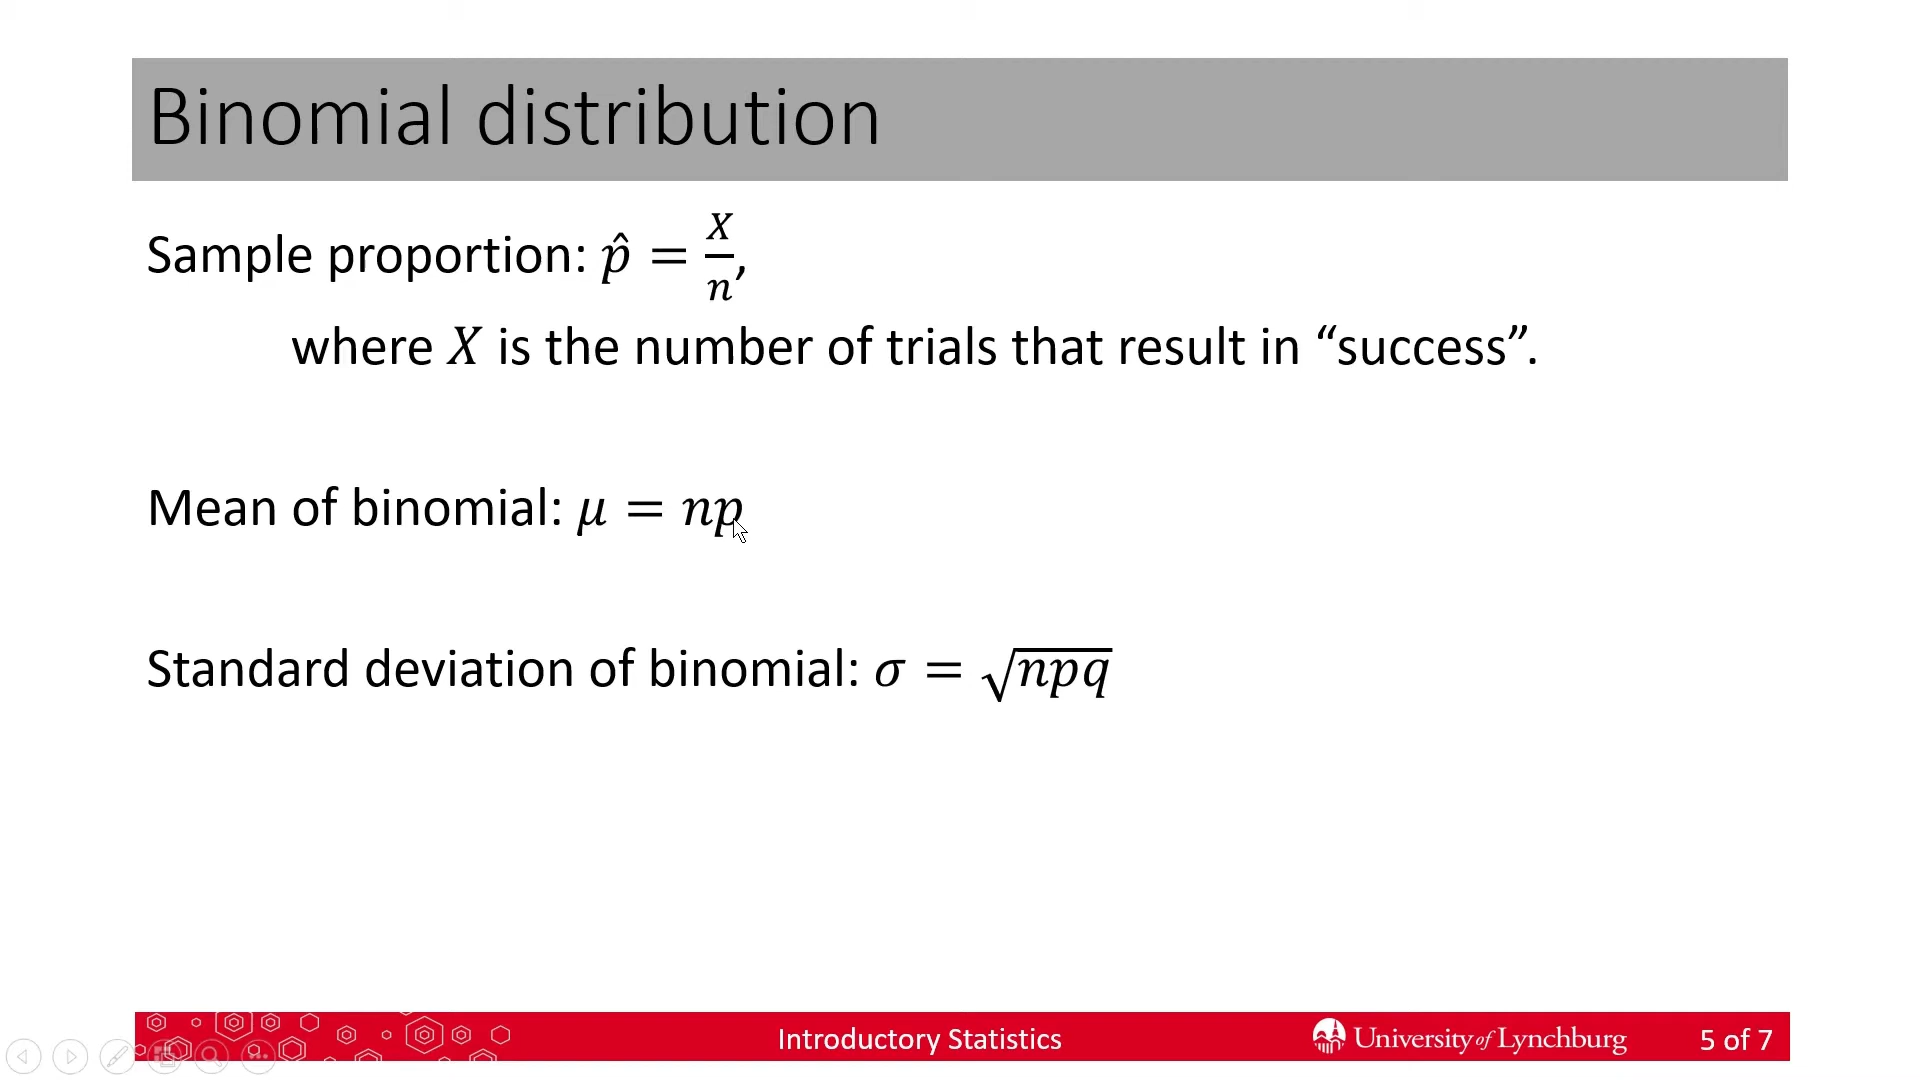 Binomial distribution
Sample proportion: p̂ = X/n,
where X is the number of trials that result in “success”.
Mean of binomial: μ = np
Standard deviation of binomial: σ = √npq
Introductory Statistics
University of Lynchburg
5 of 7